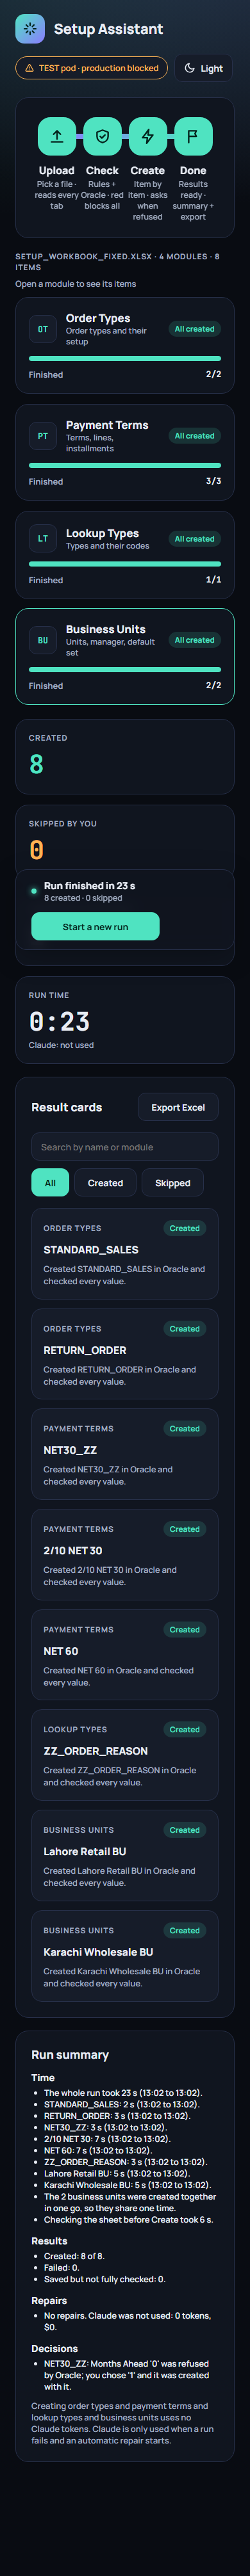 Setup Assistant
TEST pod · production blocked
Light
Upload
Pick a file ·
reads every
tab
Check
Rules +
Oracle · red
blocks all
Create
Item by
item · asks
when
refused
Done
Results
ready ·
summary +
export
SETUP_WORKBOOK_FIXED.XLSX · 4 MODULES · 8
ITEMS
Open a module to see its items
OT
Order Types
Order types and their
setup
All created
Finished
2/2
PT
Payment Terms
Terms, lines,
installments
All created
Finished
3/3
LT
Lookup Types
Types and their codes
All created
Finished
1/1
BU
Business Units
Units, manager, default
set
All created
Finished
2/2
CREATED
8
SKIPPED BY YOU
0
Run finished in 23 s
8 created · 0 skipped
Start a new run
RUN TIME
0:23
Claude: not used
Result cards
Export Excel
Search by name or module
All
Created
Skipped
ORDER TYPES
Created
STANDARD_SALES
Created STANDARD_SALES in Oracle and
checked every value.
ORDER TYPES
Created
RETURN_ORDER
Created RETURN_ORDER in Oracle and
checked every value.
PAYMENT TERMS
Created
NET30_ZZ
Created NET30_ZZ in Oracle and
checked every value.
PAYMENT TERMS
Created
2/10 NET 30
Created 2/10 NET 30 in Oracle and
checked every value.
PAYMENT TERMS
Created
NET 60
Created NET 60 in Oracle and checked
every value.
LOOKUP TYPES
Created
ZZ_ORDER_REASON
Created ZZ_ORDER_REASON in Oracle
and checked every value.
BUSINESS UNITS
Created
Lahore Retail BU
Created Lahore Retail BU in Oracle and
checked every value.
BUSINESS UNITS
Created
Karachi Wholesale BU
Created Karachi Wholesale BU in Oracle
and checked every value.
Run summary
Time
• The whole run took 23 s (13:02 to 13:02).
• STANDARD_SALES: 2 s (13:02 to 13:02).
• RETURN_ORDER: 3 s (13:02 to 13:02).
• NET30_ZZ: 3 s (13:02 to 13:02).
• 2/10 NET 30: 7 s (13:02 to 13:02).
• NET 60: 7 s (13:02 to 13:02).
• ZZ_ORDER_REASON: 3 s (13:02 to 13:02).
• Lahore Retail BU: 5 s (13:02 to 13:02).
• Karachi Wholesale BU: 5 s (13:02 to 13:02).
• The 2 business units were created together
in one go, so they share one time.
• Checking the sheet before Create took 6 s.
Results
• Created: 8 of 8.
• Failed: 0.
• Saved but not fully checked: 0.
Repairs
• No repairs. Claude was not used: 0 tokens,
$0.
Decisions
• NET30_ZZ: Months Ahead '0' was refused
by Oracle; you chose '1' and it was created
with it.
Creating order types and payment terms and
lookup types and business units uses no
Claude tokens. Claude is only used when a run
fails and an automatic repair starts.